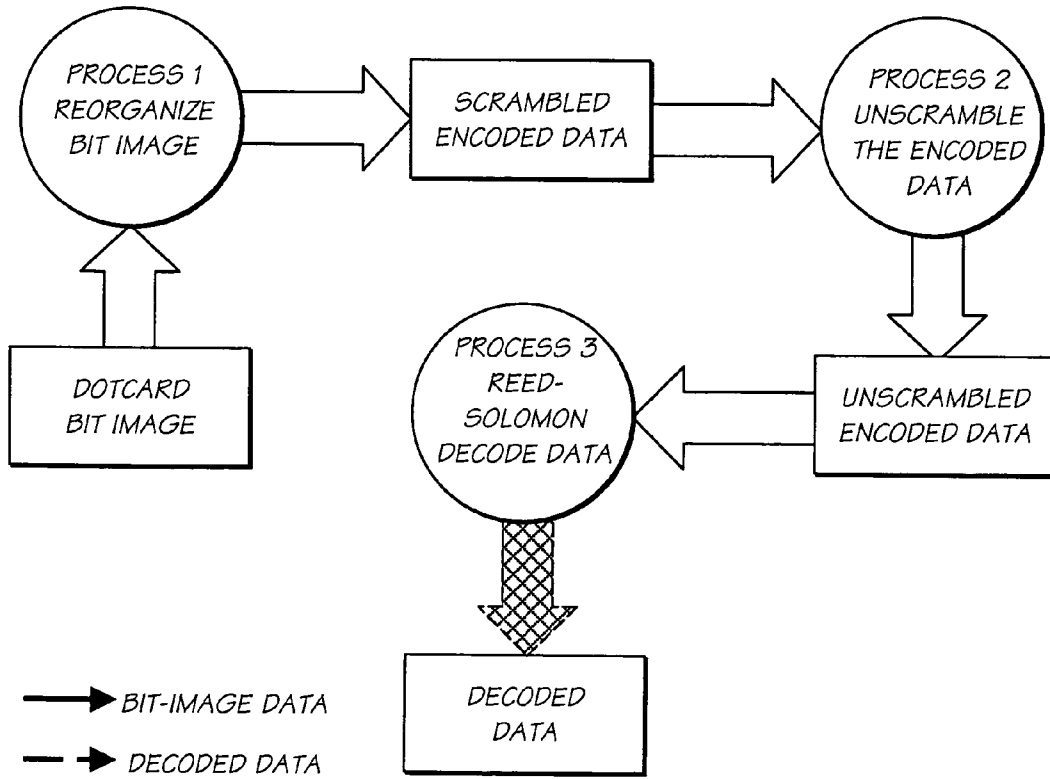 PROCESS 1
REORGANIZE
BIT IMAGE
SCRAMBLED
ENCODED DATA
PROCESS 2
UNSCRAMBLE
THE ENCODED
DATA
DOTCARD
BIT IMAGE
PROCESS 3
REED-
SOLOMON
DECODE DATA
UNSCRAMBLED
ENCODED DATA
DECODED
DATA
BIT-IMAGE DATA
DECODED DATA